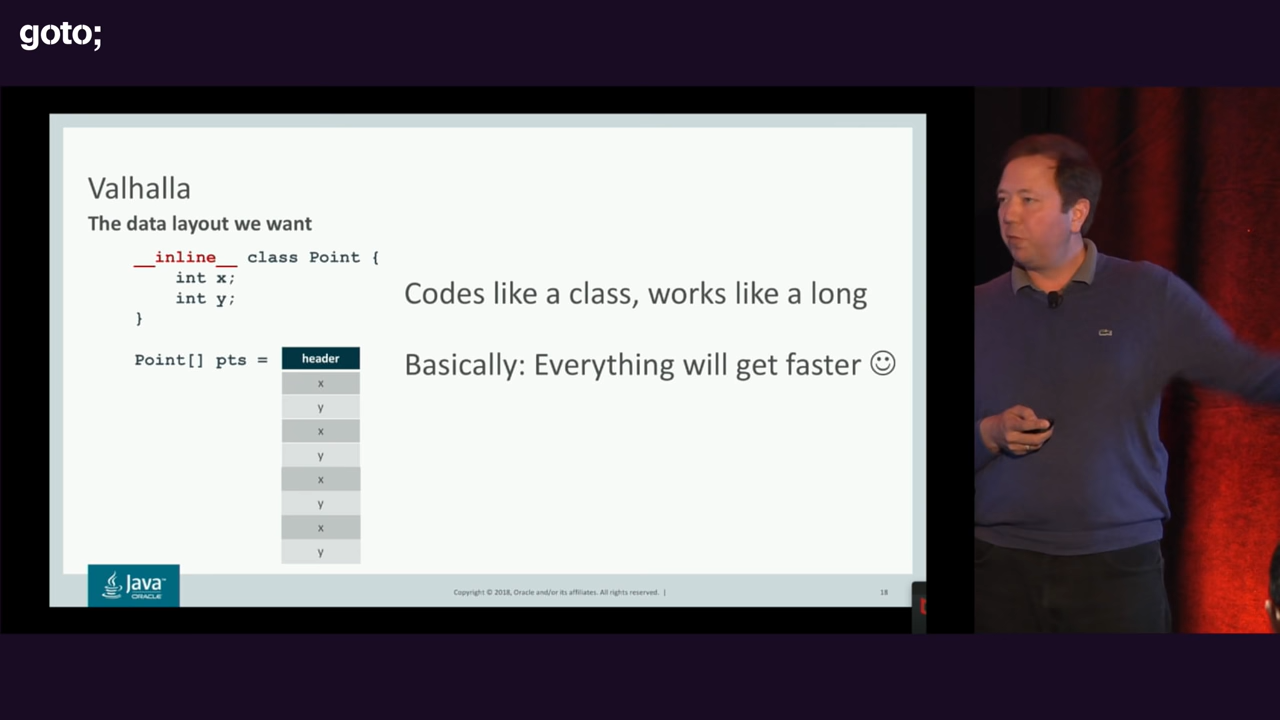 goto;
Valhalla
The data layout we want
__inline__ class Point {
int x;
int y;
}
Codes like a class, works like a long
Point[] pts =
header
x
y
x
y
x
y
x
y
Basically: Everything will get faster ☺
Java™
ORACLE
Copyright © 2018, Oracle and/or its affiliates. All rights reserved. |
18